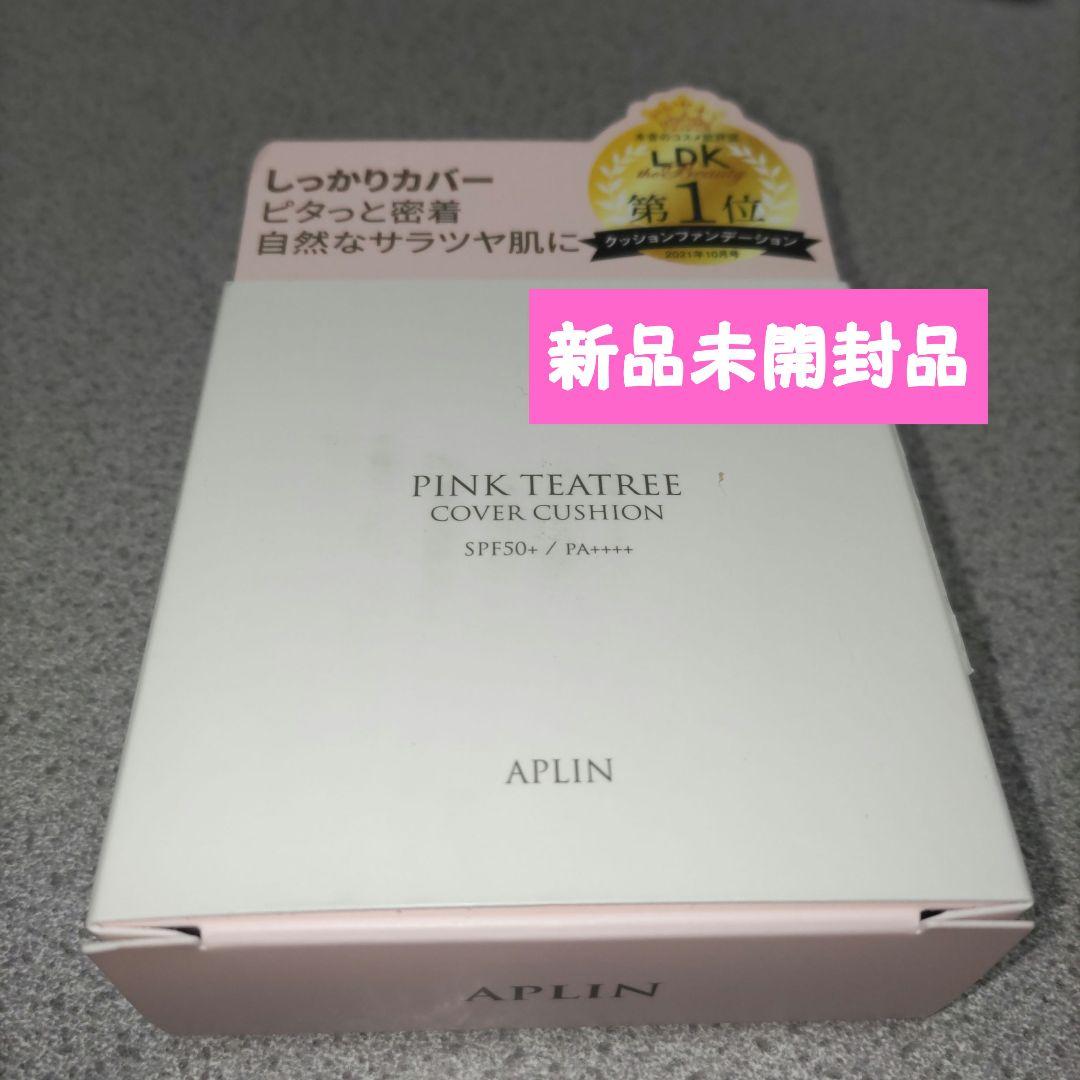 しっかりカバー
ピタっと密着
自然なサラツヤ肌に
LDK
the Beauty
第1位
クッションファンデーション
2021年10月号
新品未開封品
PINK TEATREE
COVER CUSHION
SPF50+ / PA++++
APLIN
APLIN